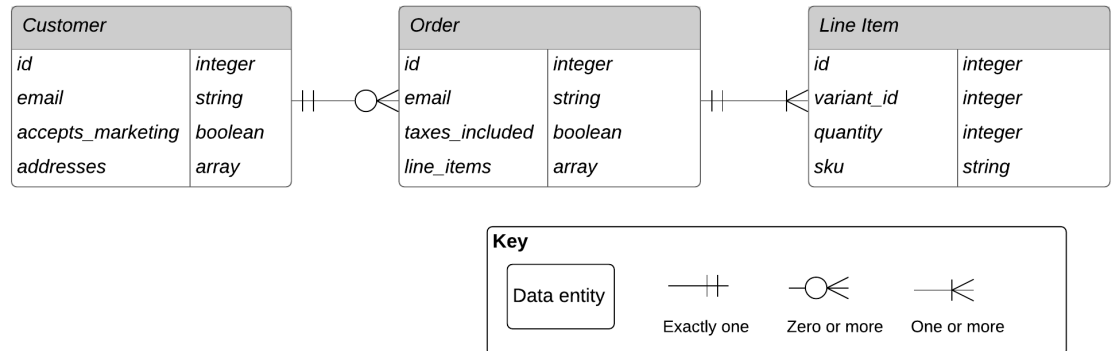 Customer
id integer
email string
accepts_marketing boolean
addresses array
Order
id integer
email string
taxes_included boolean
line_items array
Line Item
id integer
variant_id integer
quantity integer
sku string
Key
Data entity
Exactly one
Zero or more
One or more